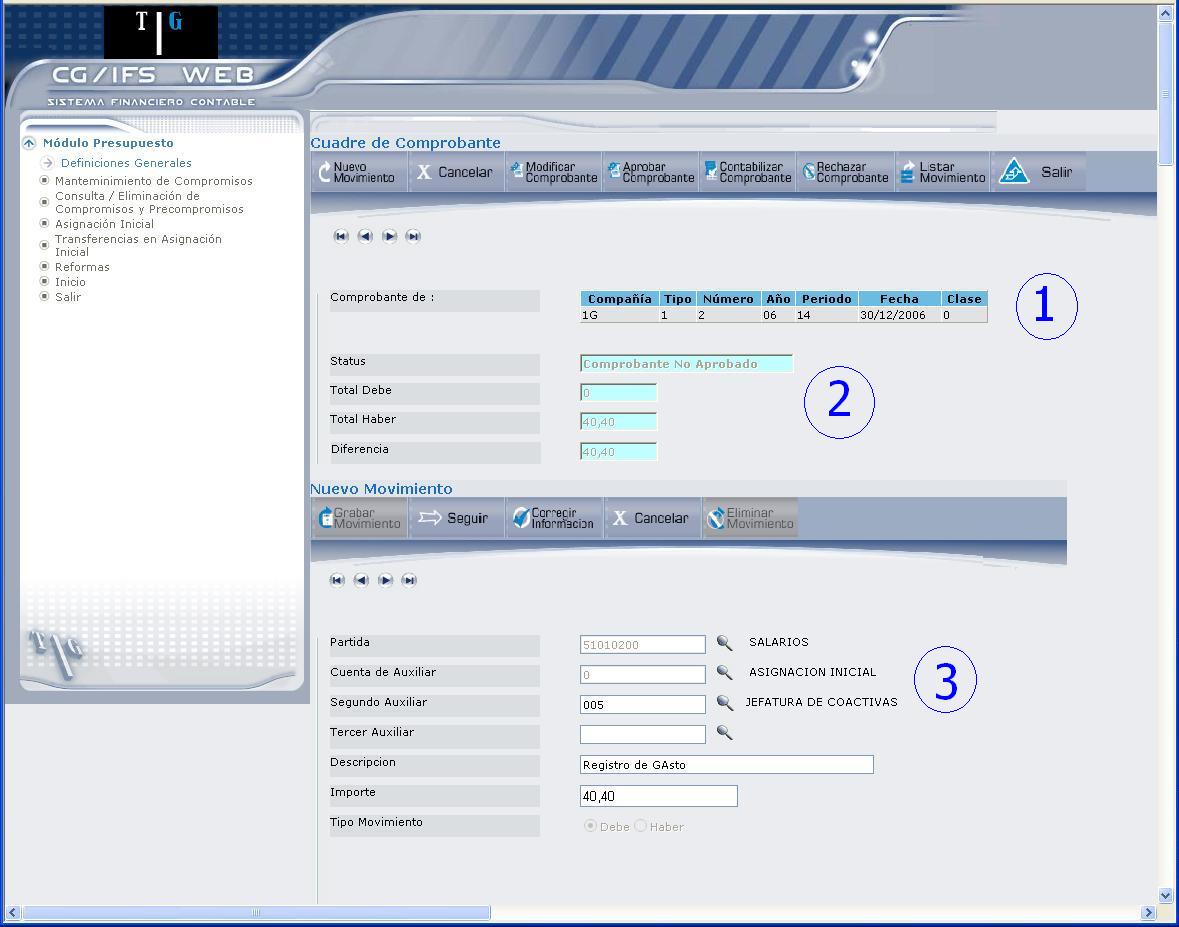 T G
CG/IFS WEB
SISTEMA FINANCIERO CONTABLE
Módulo Presupuesto
Definiciones Generales
Manteminimiento de Compromisos
Consulta / Eliminación de
Compromisos y Precompromisos
Asignación Inicial
Transferencias en Asignación
Inicial
Reformas
Inicio
Salir
T G
Cuadre de Comprobante
Nuevo Movimiento
X Cancelar
Modificar Comprobante
Aprobar Comprobante
Contabilizar Comprobante
Rechazar Comprobante
Listar Movimiento
Salir
Comprobante de :
Compañía Tipo Número Año Periodo Fecha Clase
1G 1 2 06 14 30/12/2006 0
1
Status Comprobante No Aprobado
Total Debe 0
2
Total Haber 40,40
Diferencia 40,40
Nuevo Movimiento
Grabar Movimiento
Seguir
Corregir Informacion
X Cancelar
Eliminar Movimiento
Partida 51010200 SALARIOS
Cuenta de Auxiliar 0 ASIGNACION INICIAL
3
Segundo Auxiliar 005 JEFATURA DE COACTIVAS
Tercer Auxiliar
Descripcion Registro de GAsto
Importe 40,40
Tipo Movimiento Debe Haber